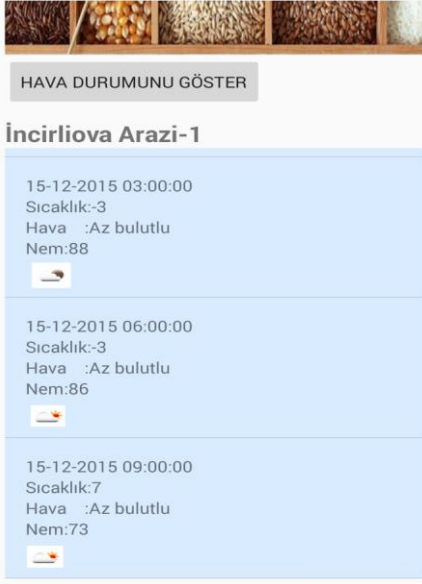 HAVA DURUMUNU GÖSTER
İncirliova Arazi-1
15-12-2015 03:00:00
Sıcaklık:-3
Hava :Az bulutlu
Nem:88
15-12-2015 06:00:00
Sıcaklık:-3
Hava :Az bulutlu
Nem:86
15-12-2015 09:00:00
Sıcaklık:7
Hava :Az bulutlu
Nem:73